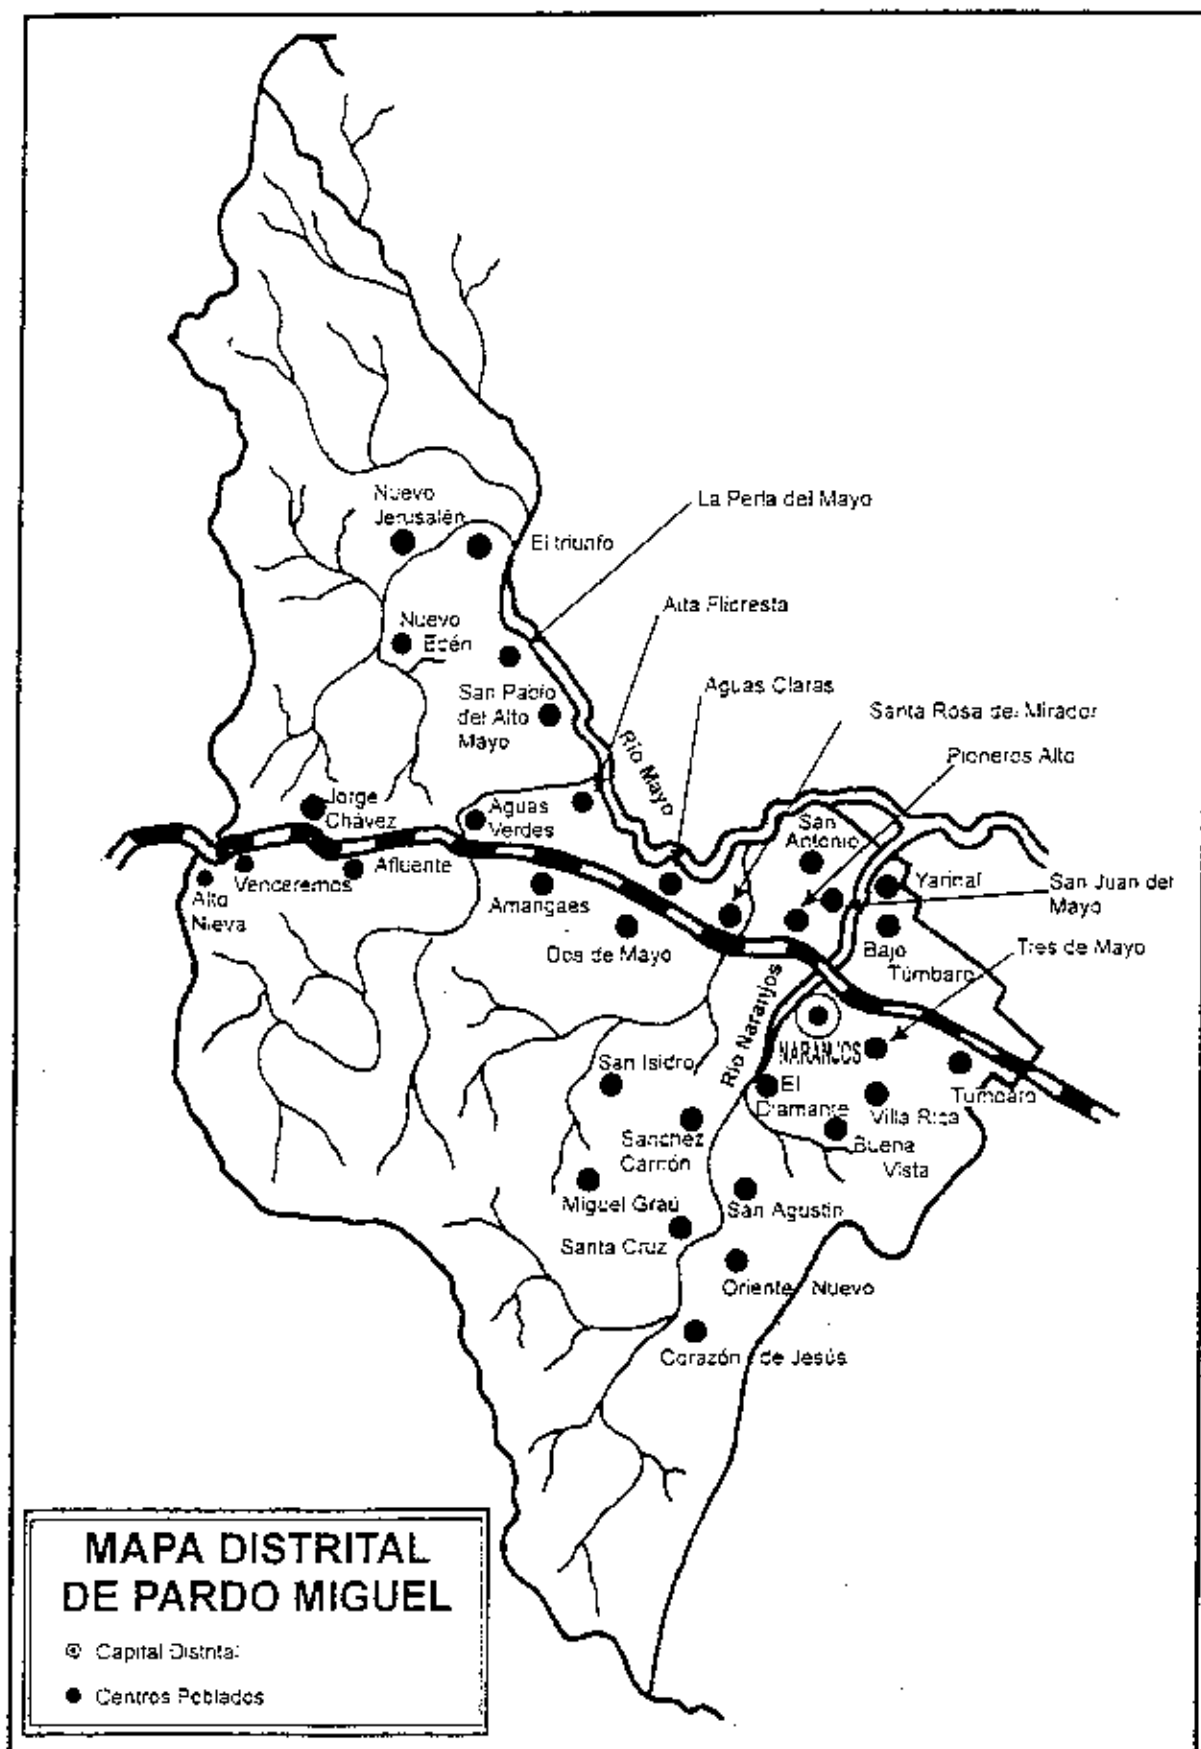 Nuevo
Jerusalén
El triunfo
La Perla del Mayo
Nuevo
Edén
Alta Flioresta
San Pablo
del Alto
Mayo
Aguas Claras
Santa Rosa del Mirador
Río Mayo
Pioneros Alto
Jorge
Chávez
Aguas
Verdes
San
Antonio
Alto
Nieva
Venceremos
Afluente
Amangaes
Dos de Mayo
Yarinal
San Juan del
Mayo
Bajo
Túmbaro
Tres de Mayo
Río Naranjos
NARANJOS
San Isidro
El
Diamante
Villa Rica
Túmbaro
Sanchez
Carrión
Buena
Vista
Miguel Graú
San Agustin
Santa Cruz
Oriente Nuevo
Corazón de Jesús
MAPA DISTRITAL
DE PARDO MIGUEL
Capital Distrital
Centros Poblados